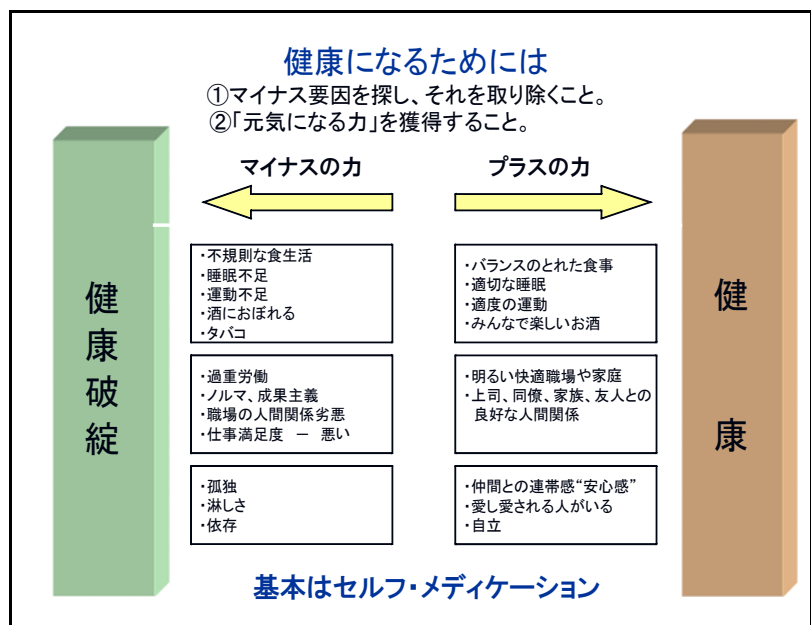 健康になるためには
①マイナス要因を探し、それを取り除くこと。
②「元気になる力」を獲得すること。
マイナスの力
プラスの力
健康破綻
・不規則な食生活
・睡眠不足
・運動不足
・酒におぼれる
・タバコ
・過重労働
・ノルマ、成果主義
・職場の人間関係劣悪
・仕事満足度 － 悪い
・孤独
・淋しさ
・依存
・バランスのとれた食事
・適切な睡眠
・適度の運動
・みんなで楽しいお酒
・明るい快適職場や家庭
・上司、同僚、家族、友人との
良好な人間関係
・仲間との連帯感“安心感”
・愛し愛される人がいる
・自立
健康
基本はセルフ・メディケーション